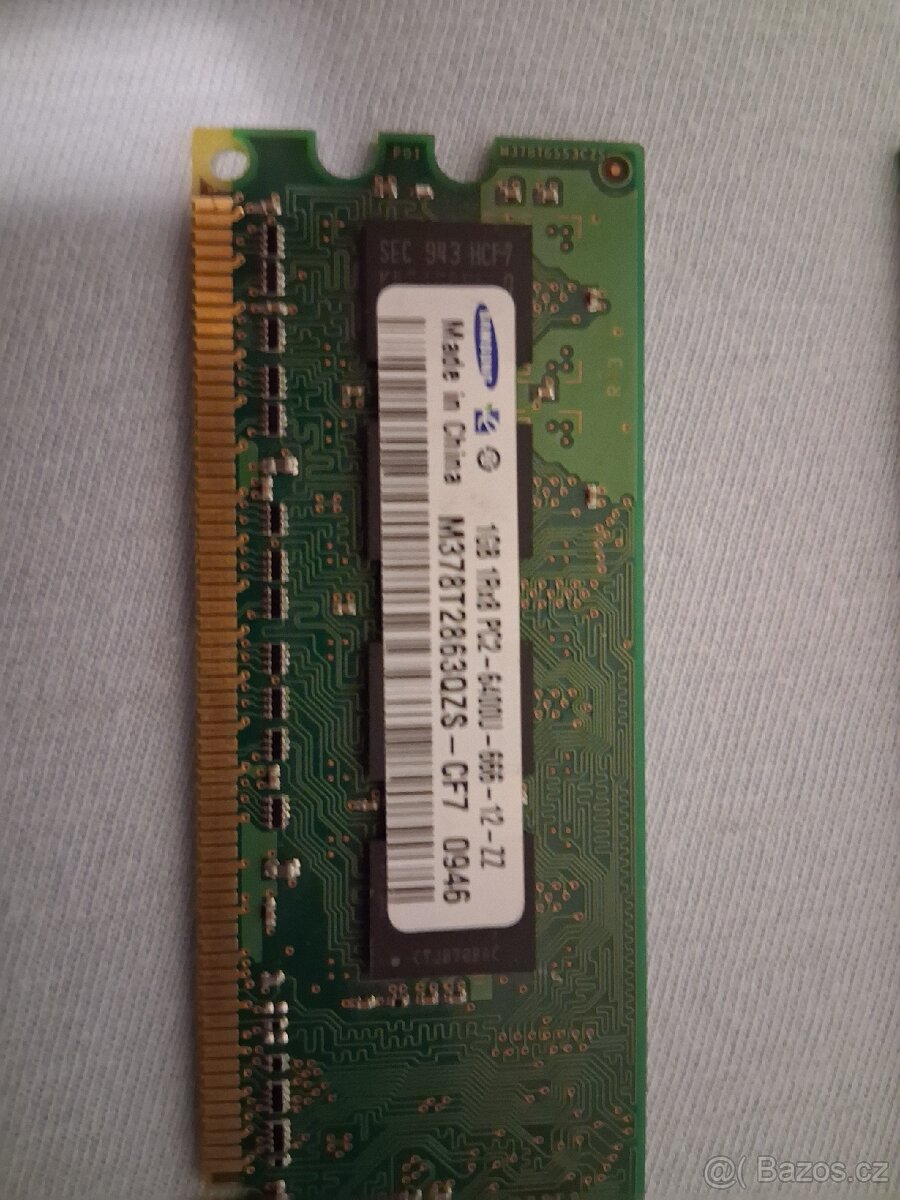 SAMSUNG
1GB 1Rx8 PC2-6400U-666-12-ZZ
Made in China M378T2863QZS-CF7 0946
SEC 943 HCF7
P01
@( Bazos.cz